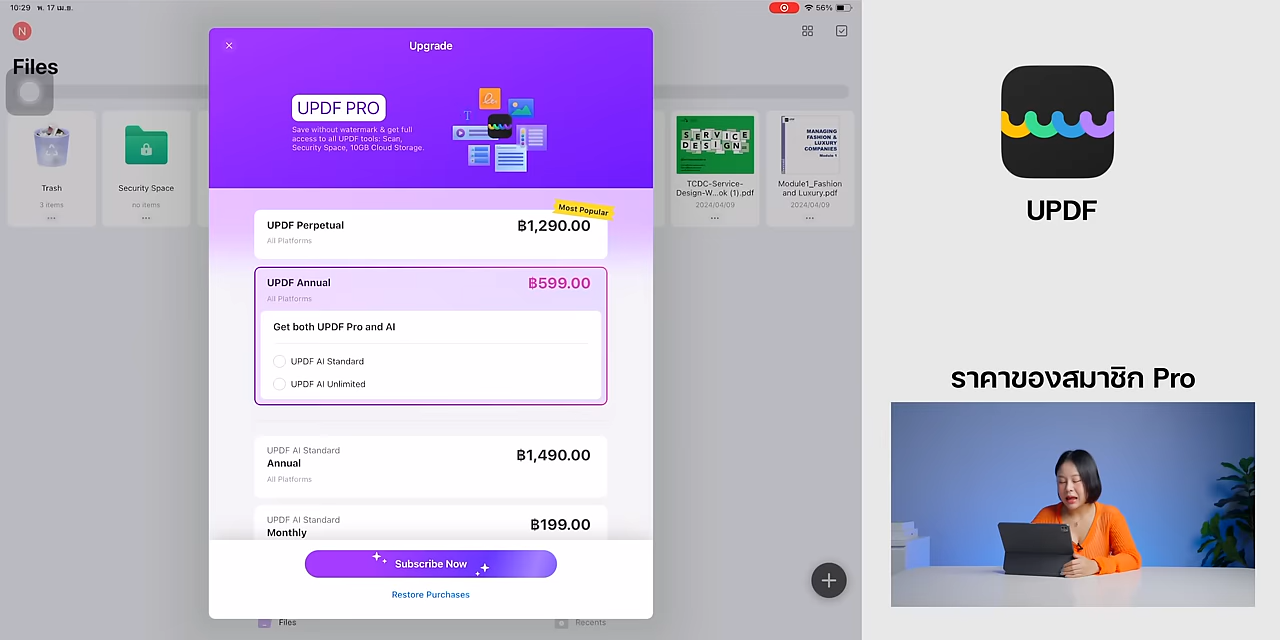 10:29 พ. 17 เม.ย.
56%
N
Files
Upgrade
UPDF PRO
Save without watermark & get full
access to all UPDF tools: Scan,
Security Space, 10GB Cloud Storage.
T
Trash
3 items
Security Space
no items
SERVICE
DESIGN
TCDC-Service-
Design-W...ok (1).pdf
2024/04/09
MANAGING
FASHION &
LUXURY
COMPANIES
Module 1
Module1_Fashion
and Luxury.pdf
2024/04/09
Most Popular
UPDF Perpetual
฿1,290.00
All Platforms
UPDF Annual
฿599.00
All Platforms
Get both UPDF Pro and AI
UPDF AI Standard
UPDF AI Unlimited
UPDF AI Standard
Annual
฿1,490.00
All Platforms
UPDF AI Standard
Monthly
฿199.00
Subscribe Now
Restore Purchases
Files
Recents
UPDF
ราคาของสมาชิก Pro